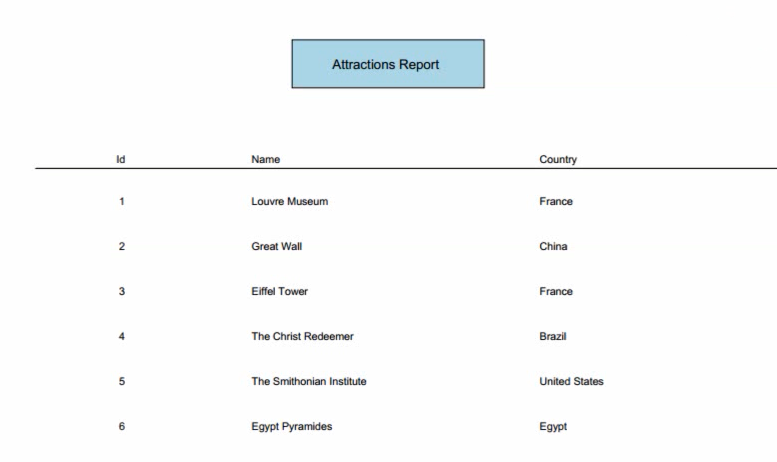 Attractions Report
Id Name Country
1 Louvre Museum France
2 Great Wall China
3 Eiffel Tower France
4 The Christ Redeemer Brazil
5 The Smithonian Institute United States
6 Egypt Pyramides Egypt